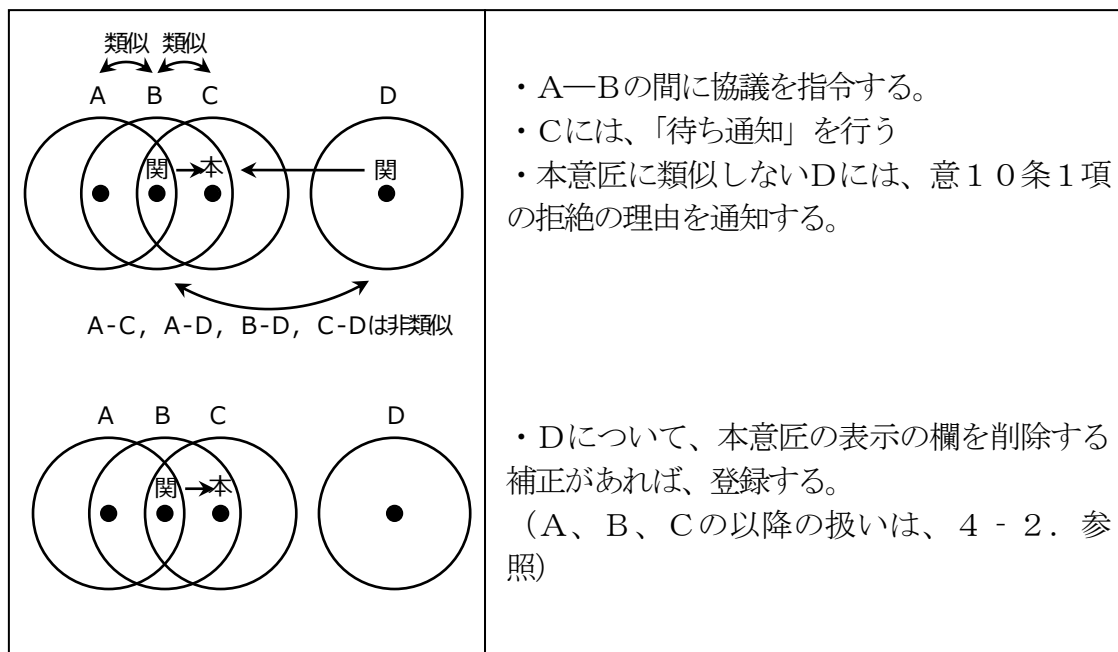 類似 類似
A B C D
関 本 関
A-C, A-D, B-D, C-Dは非類似
・A―Bの間に協議を指令する。
・Cには、「待ち通知」を行う
・本意匠に類似しないDには、意10条1項
の拒絶の理由を通知する。
A B C D
関 本
・Dについて、本意匠の表示の欄を削除する
補正があれば、登録する。
(A、B、Cの以降の扱いは、4-2.参
照)